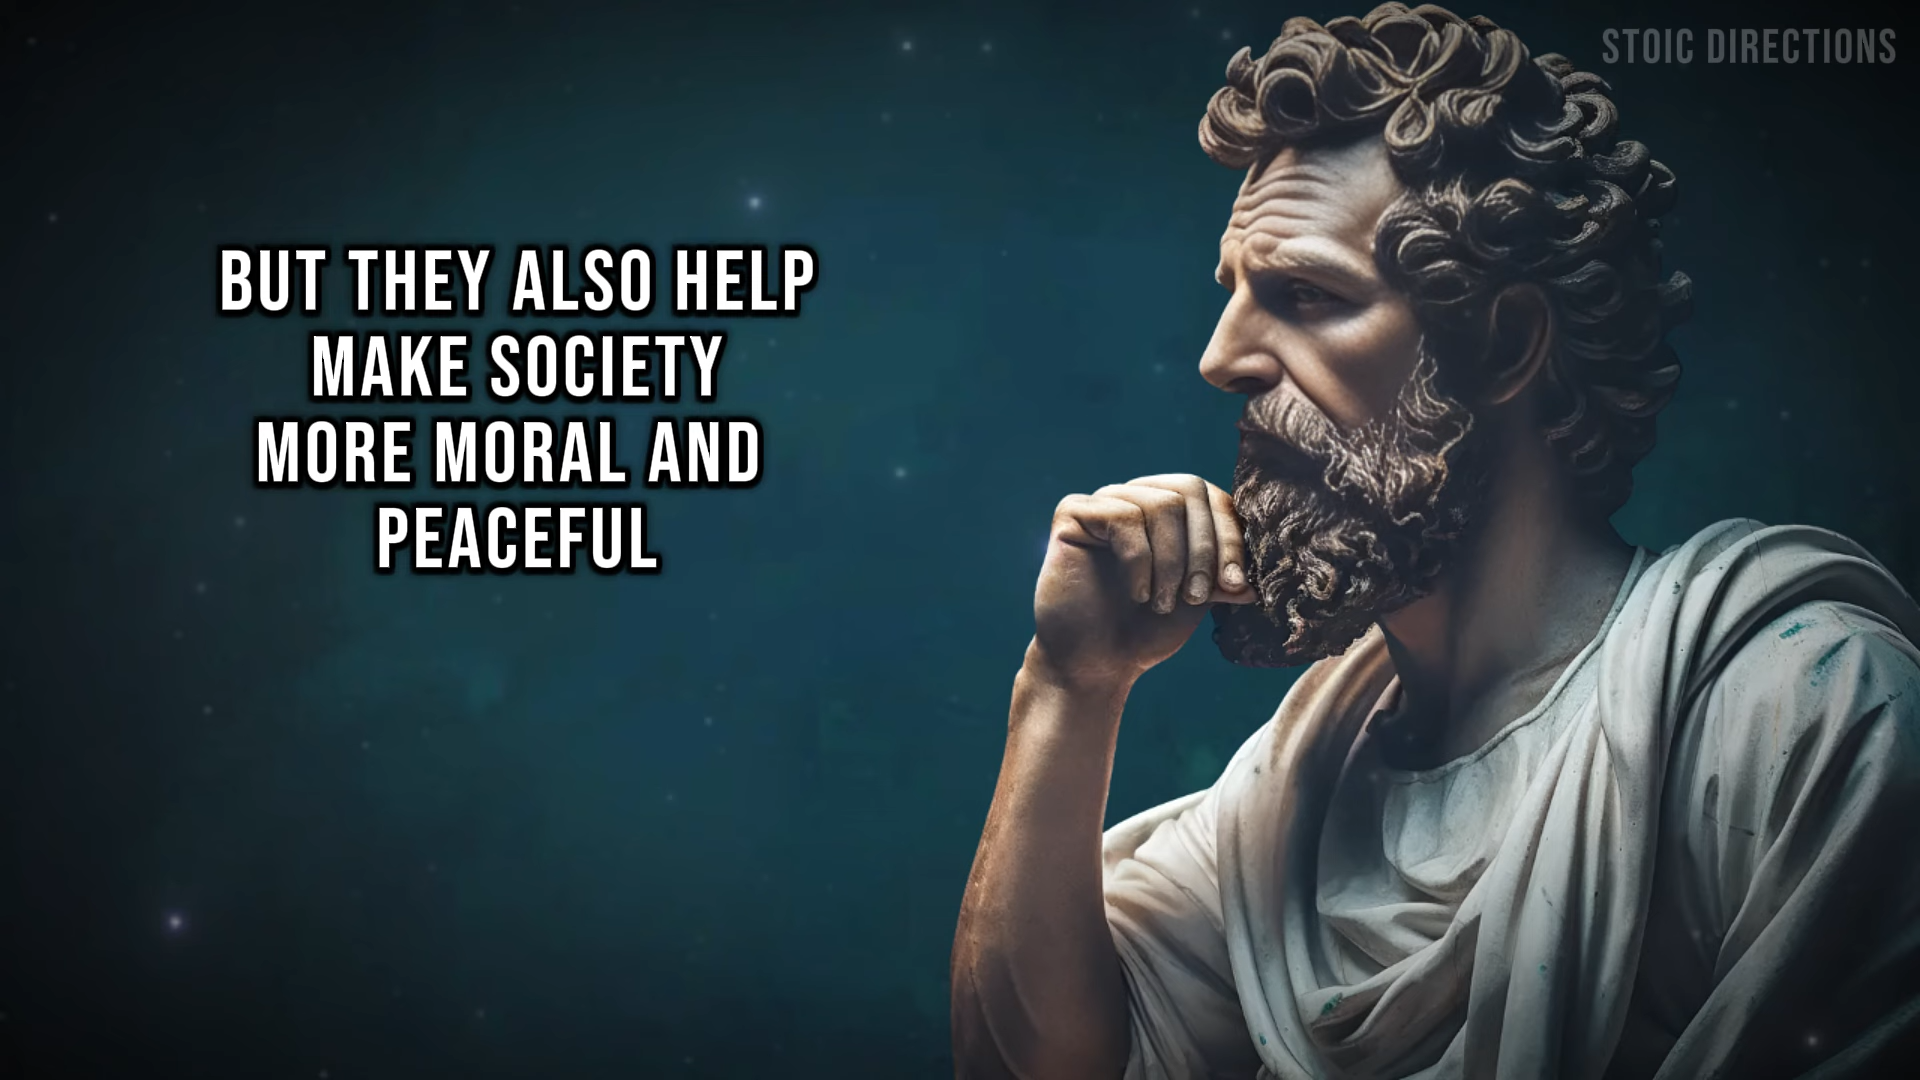 STOIC DIRECTIONS
BUT THEY ALSO HELP
MAKE SOCIETY
MORE MORAL AND
PEACEFUL